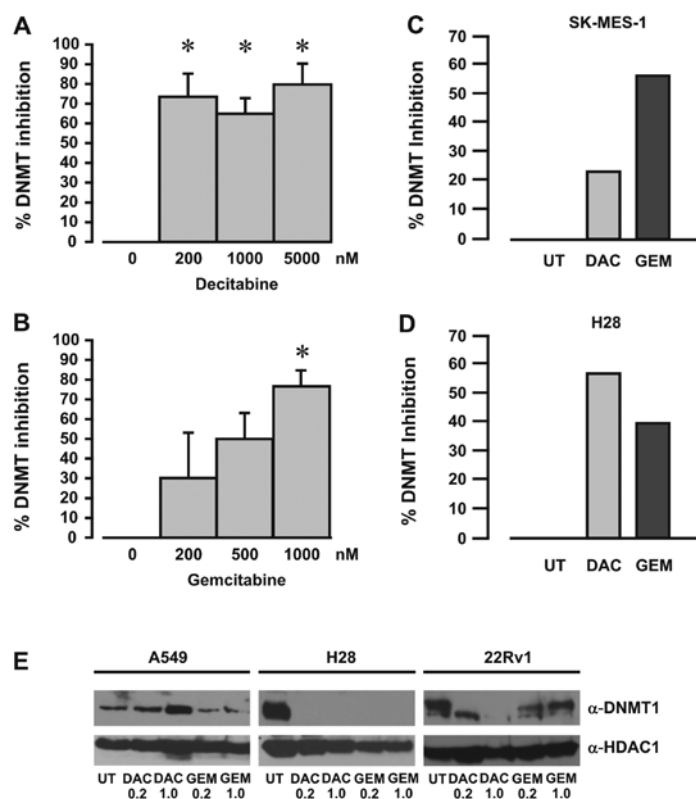 A
% DNMT inhibition
100
90
80
70
60
50
40
30
20
10
0
* * *
0 200 1000 5000 nM
Decitabine
B
% DNMT inhibition
100
90
80
70
60
50
40
30
20
10
0
*
0 200 500 1000 nM
Gemcitabine
C
SK-MES-1
% DNMT Inhibition
70
60
50
40
30
20
10
0
UT DAC GEM
D
H28
% DNMT Inhibition
70
60
50
40
30
20
10
0
UT DAC GEM
E
A549 H28 22Rv1
α-DNMT1
α-HDAC1
UT DAC DAC GEM GEM UT DAC DAC GEM GEM UT DAC DAC GEM GEM
0.2 1.0 0.2 1.0 0.2 1.0 0.2 1.0 0.2 1.0 0.2 1.0